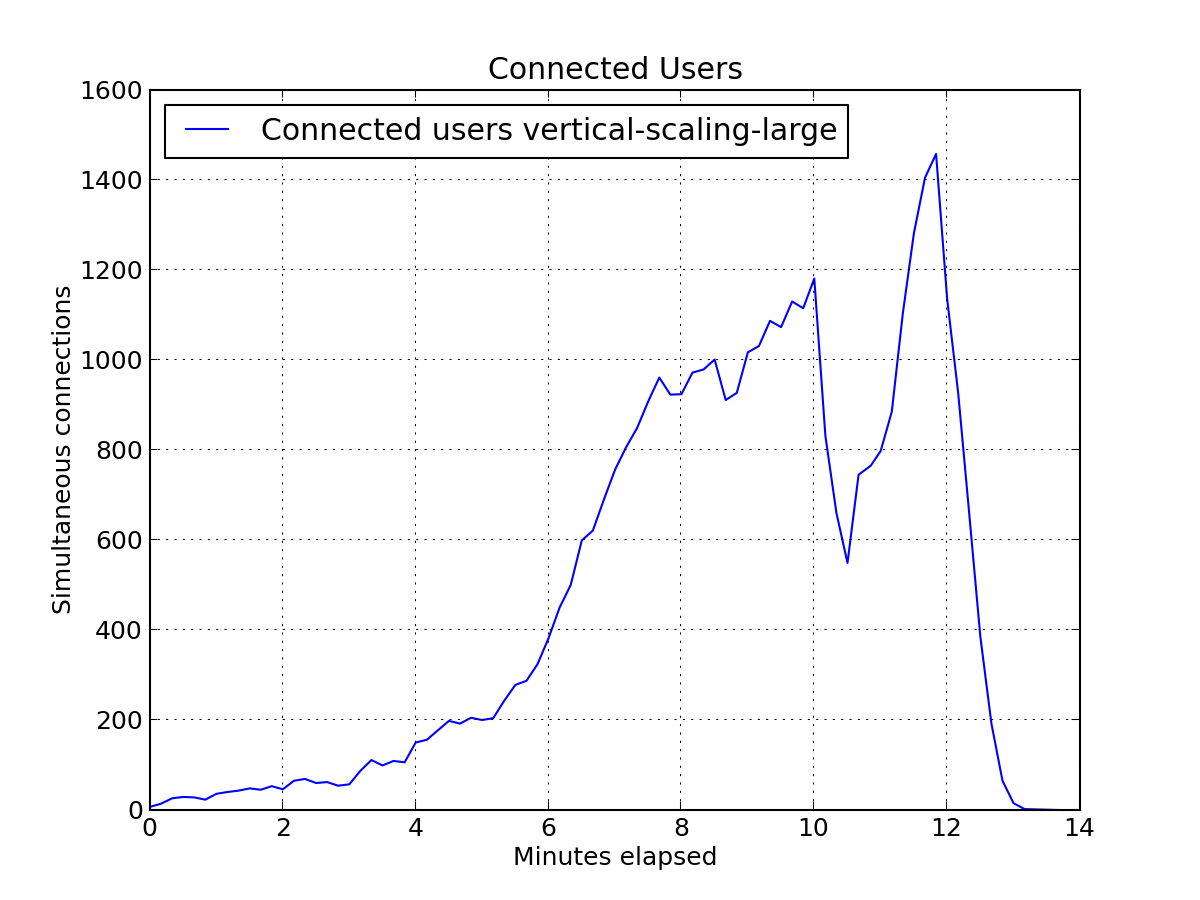 Connected Users
Connected users vertical-scaling-large
Simultaneous connections
1600
1400
1200
1000
800
600
400
200
0
0 2 4 6 8 10 12 14
Minutes elapsed